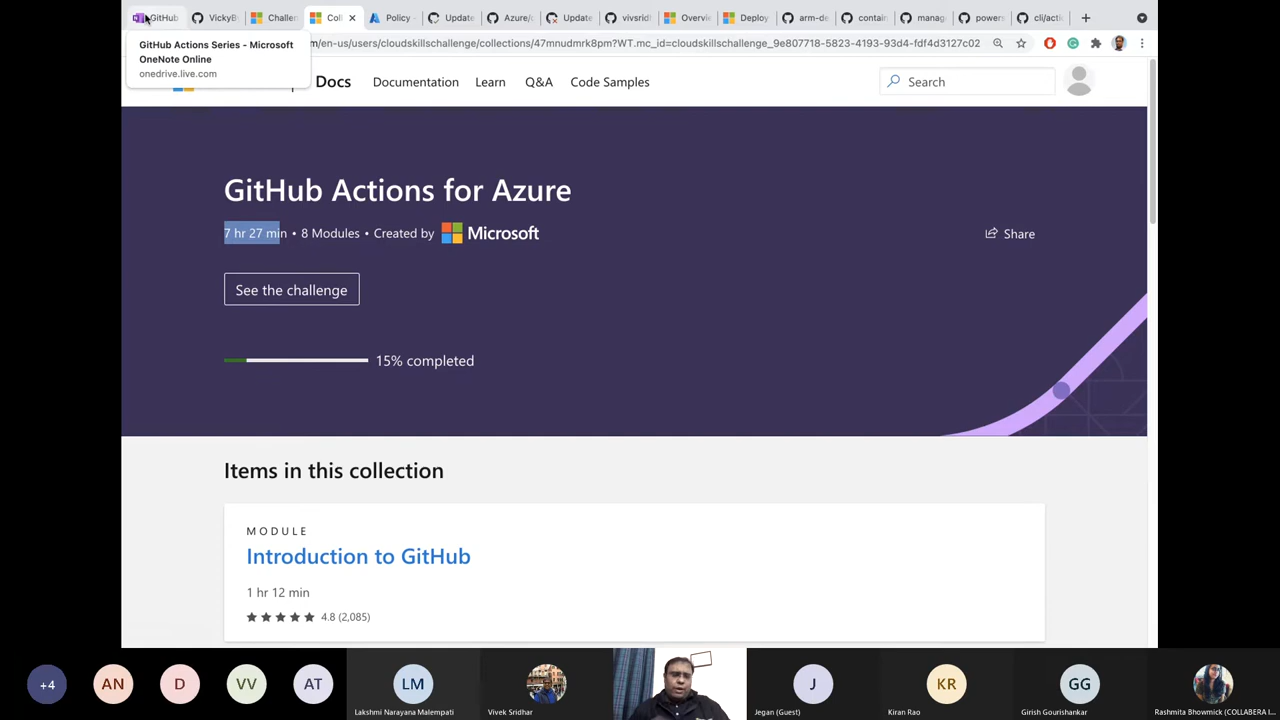 GitHub
VickyB
Challen
Coll
Policy
Update
Azure/
Update
vivsrid
Overvie
Deploy
arm-de
contain
manag
powers
cli/acti
m/en-us/users/cloudskillschallenge/collections/47mnudmrk8pm?WT.mc_id=cloudskillschallenge_9e807718-5823-4193-93d4-fdf4d3127c02
GitHub Actions Series - Microsoft
OneNote Online
onedrive.live.com
Docs
Documentation
Learn
Q&A
Code Samples
Search
GitHub Actions for Azure
7 hr 27 min • 8 Modules • Created by Microsoft
Share
See the challenge
15% completed
Items in this collection
MODULE
Introduction to GitHub
1 hr 12 min
4.8 (2,085)
+4
AN
D
VV
AT
LM
J
KR
GG
Lakshmi Narayana Malempati
Vivek Sridhar
Jegan (Guest)
Kiran Rao
Girish Gourishankar
Rashmita Bhowmick (COLLABERA I...